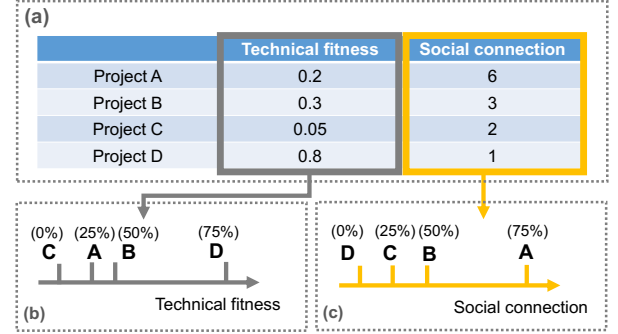 (a)
Technical fitness Social connection
Project A 0.2 6
Project B 0.3 3
Project C 0.05 2
Project D 0.8 1
(0%) (25%) (50%) (75%)
C A B D
Technical fitness
(b)
(0%) (25%) (50%) (75%)
D C B A
Social connection
(c)